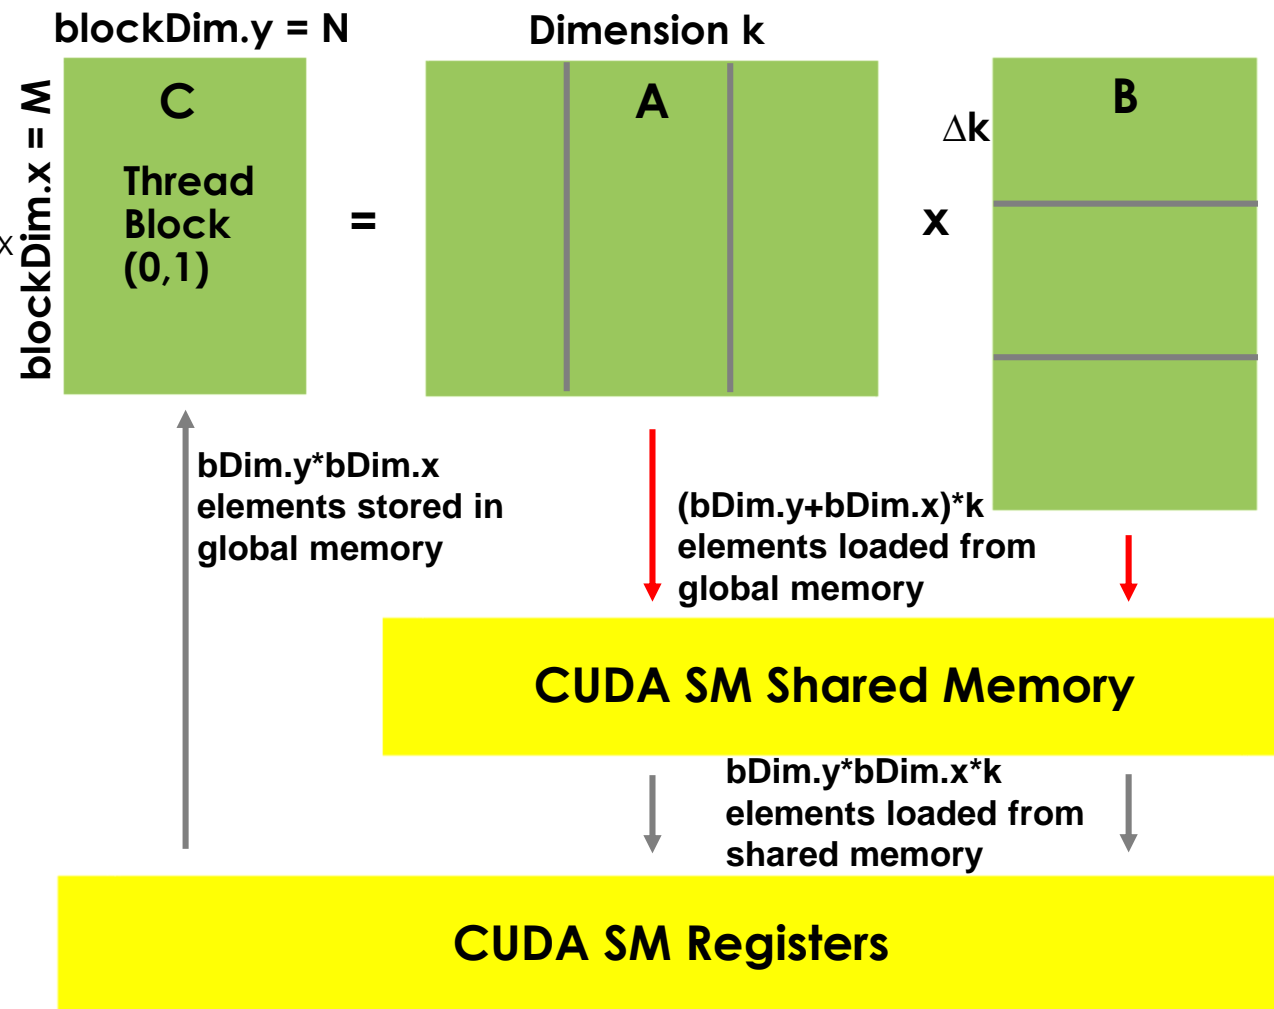 blockDim.y = N
Dimension k
blockDim.x = M
x
C
Thread
Block
(0,1)
=
A
x
Δk
B
bDim.y*bDim.x
elements stored in
global memory
(bDim.y+bDim.x)*k
elements loaded from
global memory
CUDA SM Shared Memory
bDim.y*bDim.x*k
elements loaded from
shared memory
CUDA SM Registers